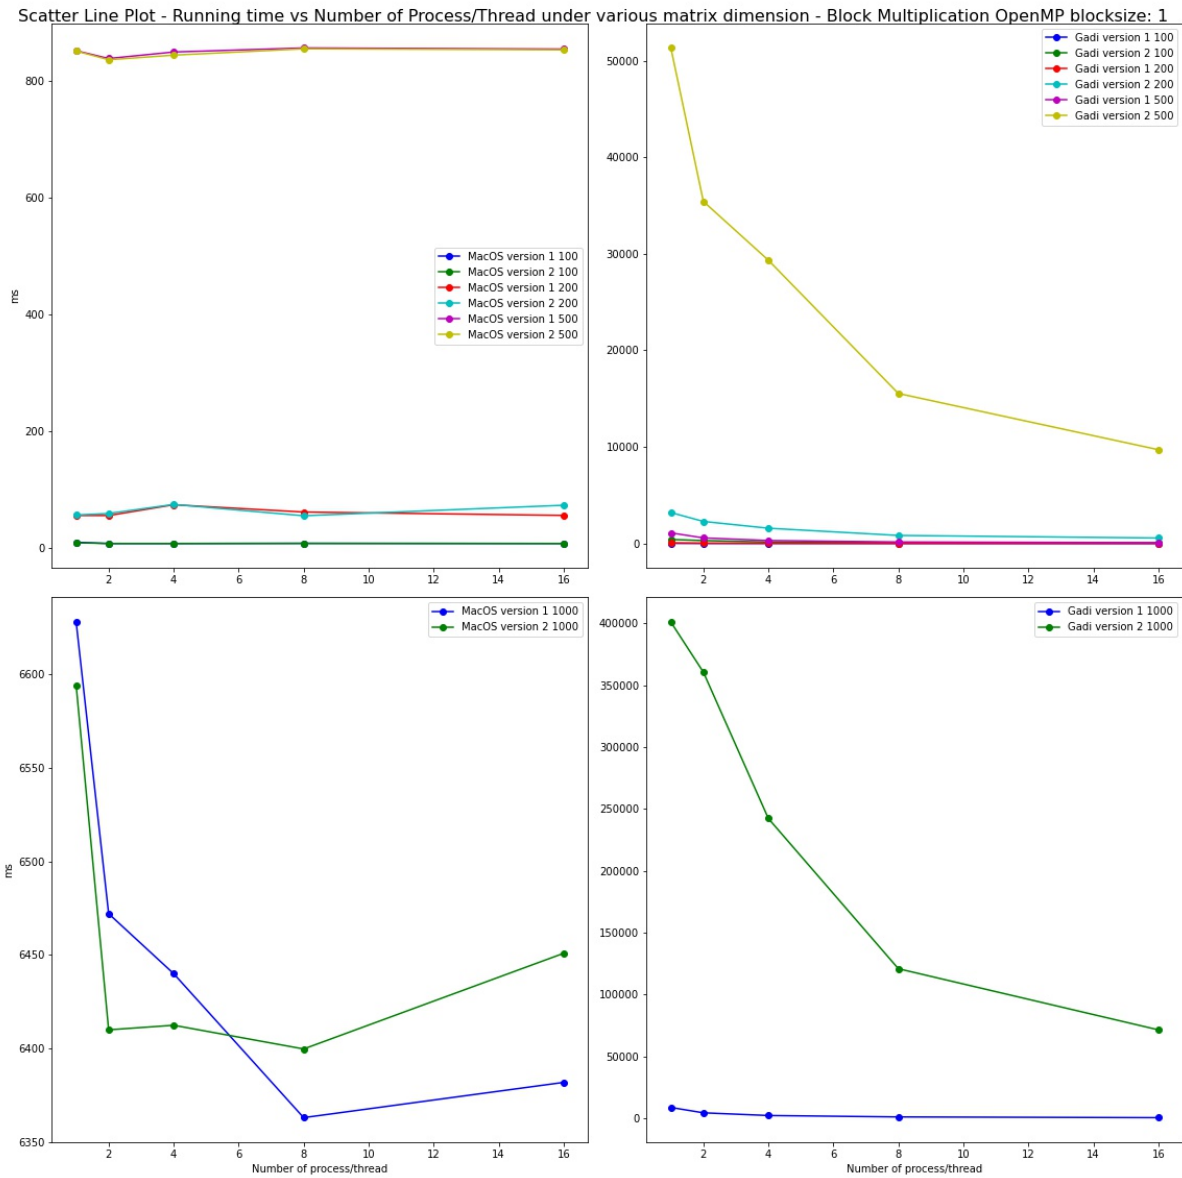 Scatter Line Plot - Running time vs Number of Process/Thread under various matrix dimension - Block Multiplication OpenMP blocksize: 1
800
600
400
200
0
ms
2 4 6 8 10 12 14 16
MacOS version 1 100
MacOS version 2 100
MacOS version 1 200
MacOS version 2 200
MacOS version 1 500
MacOS version 2 500
50000
40000
30000
20000
10000
0
2 4 6 8 10 12 14 16
Gadi version 1 100
Gadi version 2 100
Gadi version 1 200
Gadi version 2 200
Gadi version 1 500
Gadi version 2 500
6600
6550
6500
6450
6400
6350
ms
2 4 6 8 10 12 14 16
Number of process/thread
MacOS version 1 1000
MacOS version 2 1000
400000
350000
300000
250000
200000
150000
100000
50000
0
2 4 6 8 10 12 14 16
Number of process/thread
Gadi version 1 1000
Gadi version 2 1000